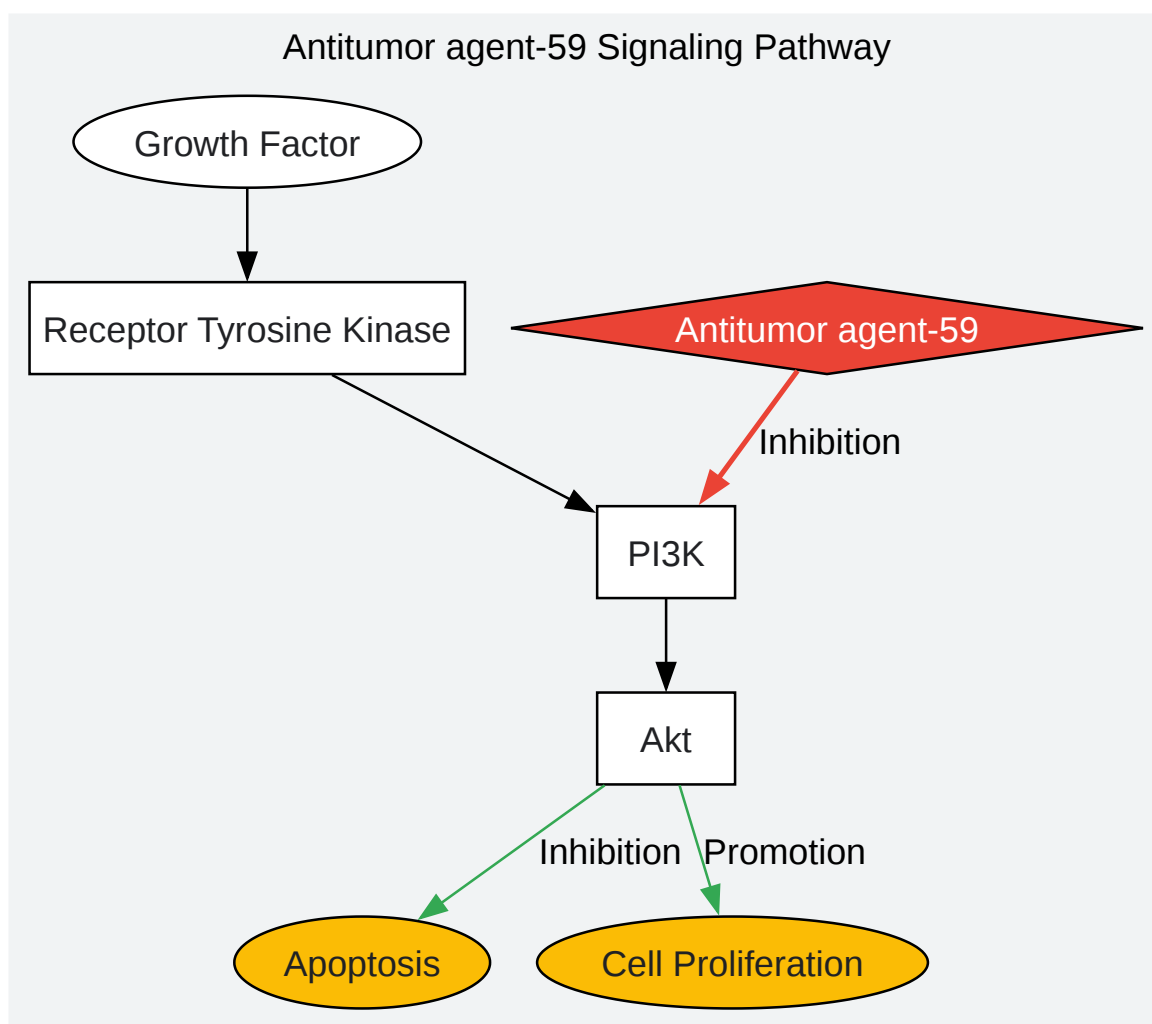 Antitumor agent-59 Signaling Pathway
Growth Factor
Receptor Tyrosine Kinase
Antitumor agent-59
Inhibition
PI3K
Akt
Inhibition
Promotion
Apoptosis
Cell Proliferation